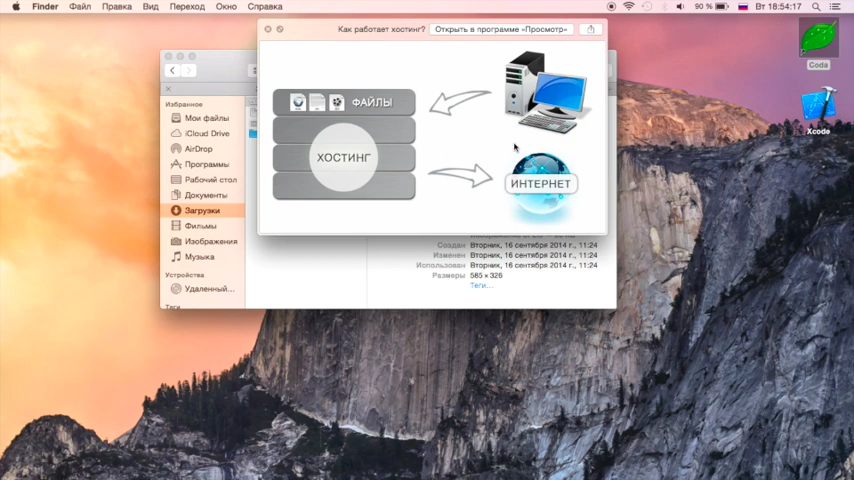 Finder Файл Правка Вид Переход Окно Справка
90 % Вт 18:54:17
Как работает хостинг? Открыть в программе «Просмотр»
Coda
Xcode
ФАЙЛЫ
ХОСТИНГ
ИНТЕРНЕТ
Избранное
Мои файлы
iCloud Drive
AirDrop
Программы
Рабочий стол
Документы
Загрузки
Фильмы
Изображения
Музыка
Устройства
Удаленный…
Создан Вторник, 16 сентября 2014 г., 11:24
Изменен Вторник, 16 сентября 2014 г., 11:24
Использован Вторник, 16 сентября 2014 г., 11:24
Размеры 585 × 326
Теги…